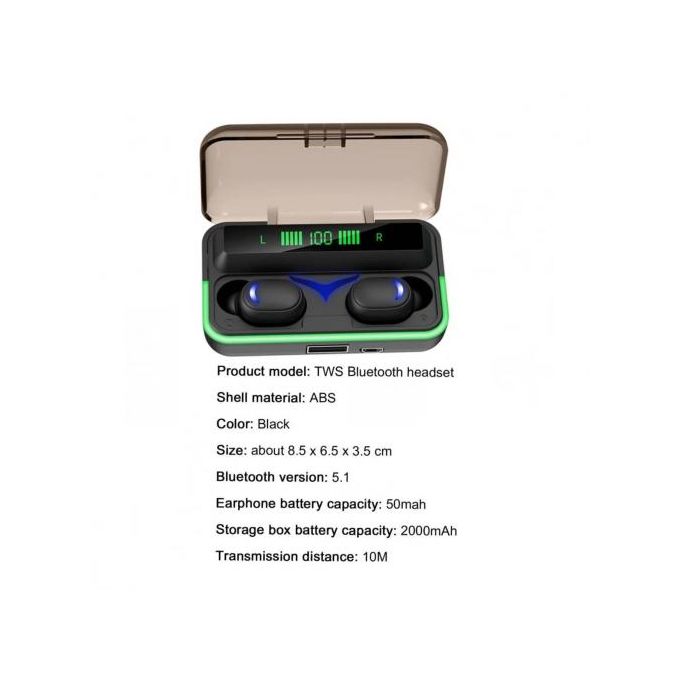 L 100 R
Product model: TWS Bluetooth headset
Shell material: ABS
Color: Black
Size: about 8.5 x 6.5 x 3.5 cm
Bluetooth version: 5.1
Earphone battery capacity: 50mah
Storage box battery capacity: 2000mAh
Transmission distance: 10M